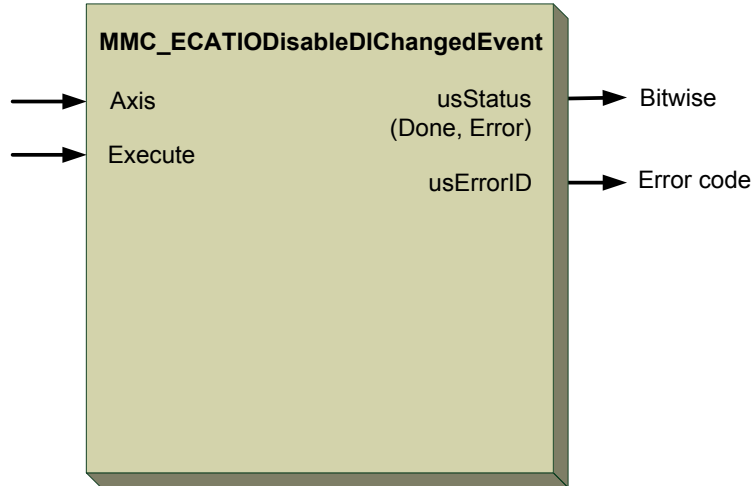 MMC_ECATIODisableDIChangedEvent
Axis
usStatus
Bitwise
(Done, Error)
Execute
usErrorID
Error code